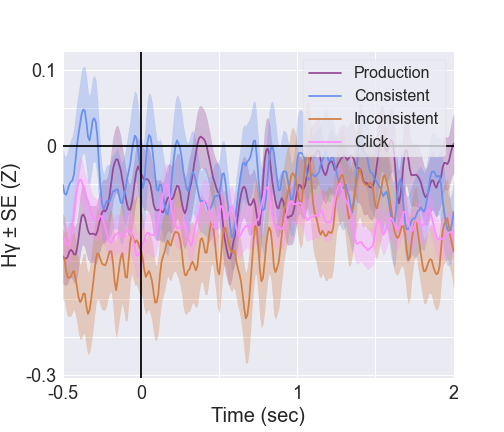 Production
Consistent
Inconsistent
Click
0.1
0
-0.3
Hγ ± SE (Z)
-0.5
0
1
2
Time (sec)